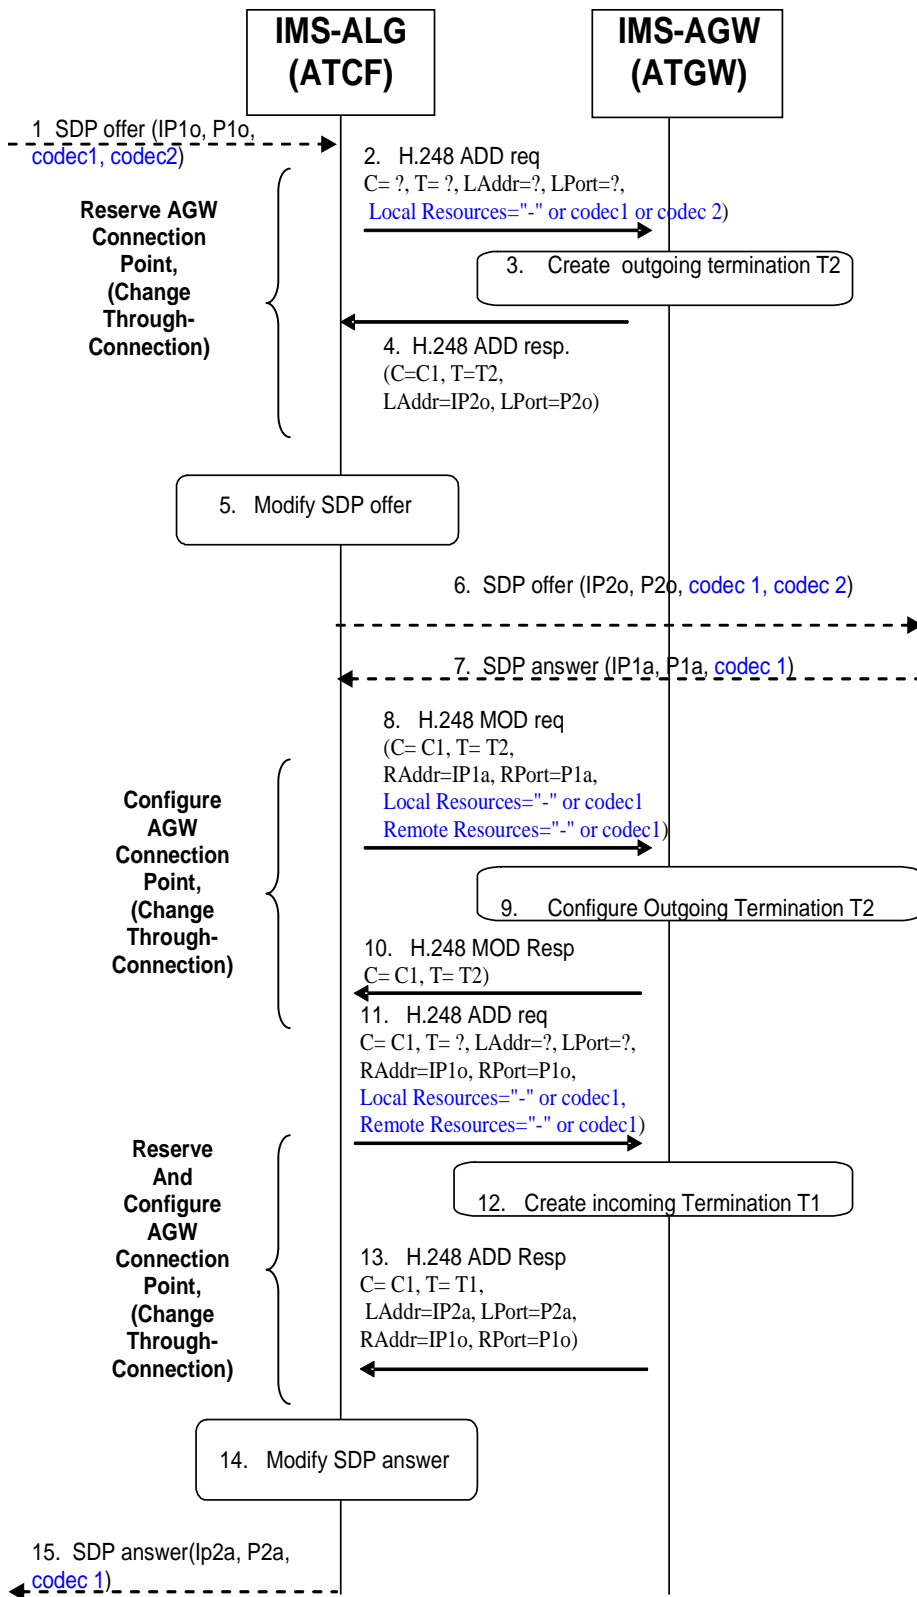 IMS-ALG
(ATCF)
IMS-AGW
(ATGW)
1  SDP offer (IP1o, P1o,
codec1, codec2)
2. H.248 ADD req
C= ?, T= ?, LAddr=?, LPort=?,
Local Resources="-" or codec1 or codec 2)
Reserve AGW
Connection
Point,
(Change
Through-
Connection)
3. Create outgoing termination T2
4. H.248 ADD resp.
(C=C1, T=T2,
LAddr=IP2o, LPort=P2o)
5. Modify SDP offer
6. SDP offer (IP2o, P2o, codec 1, codec 2)
7. SDP answer (IP1a, P1a, codec 1)
8. H.248 MOD req
(C= C1, T= T2,
RAddr=IP1a, RPort=P1a,
Local Resources="-" or codec1
Remote Resources="-" or codec1)
Configure
AGW
Connection
Point,
(Change
Through-
Connection)
9. Configure Outgoing Termination T2
10. H.248 MOD Resp
C= C1, T= T2)
11. H.248 ADD req
C= C1, T= ?, LAddr=?, LPort=?,
RAddr=IP1o, RPort=P1o,
Local Resources="-" or codec1,
Remote Resources="-" or codec1)
Reserve
And
Configure
AGW
Connection
Point,
(Change
Through-
Connection)
12. Create incoming Termination T1
13. H.248 ADD Resp
C= C1, T= T1,
LAddr=IP2a, LPort=P2a,
RAddr=IP1o, RPort=P1o)
14. Modify SDP answer
15. SDP answer(Ip2a, P2a,
codec 1)